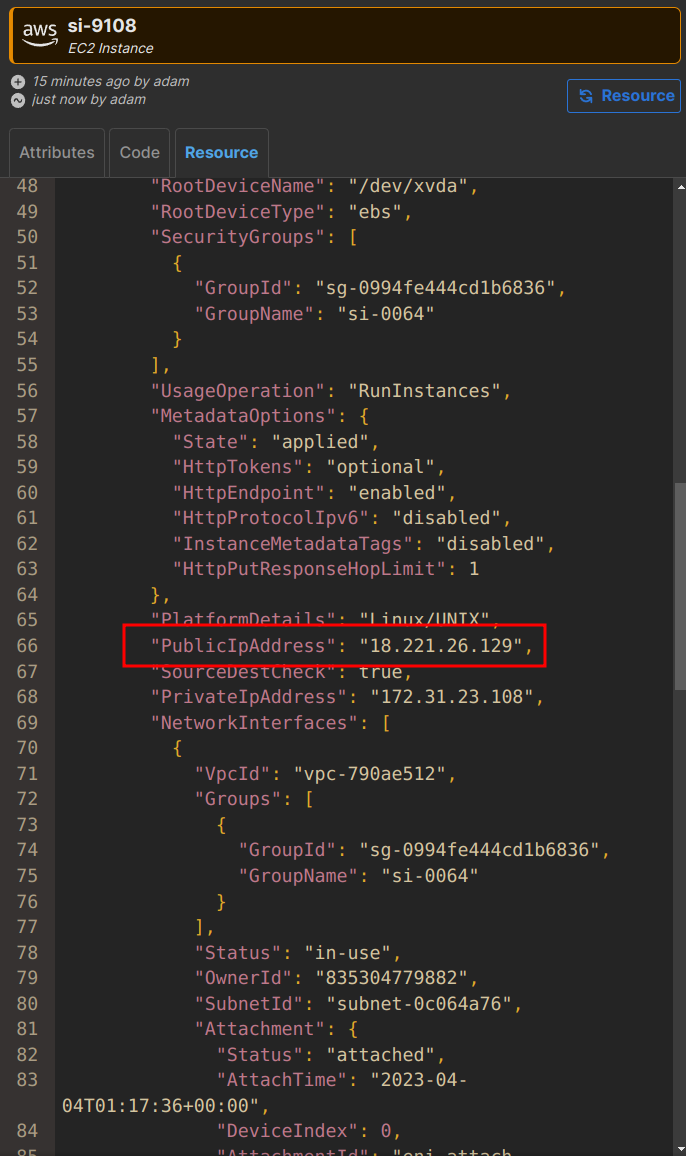 aws
si-9108
EC2 Instance
15 minutes ago by adam
just now by adam
Resource
Attributes
Code
Resource
48 "RootDeviceName": "/dev/xvda",
49 "RootDeviceType": "ebs",
50 "SecurityGroups": [
51 {
52 "GroupId": "sg-0994fe444cd1b6836",
53 "GroupName": "si-0064"
54 }
55 ],
56 "UsageOperation": "RunInstances",
57 "MetadataOptions": {
58 "State": "applied",
59 "HttpTokens": "optional",
60 "HttpEndpoint": "enabled",
61 "HttpProtocolIpv6": "disabled",
62 "InstanceMetadataTags": "disabled",
63 "HttpPutResponseHopLimit": 1
64 },
65 "PlatformDetails": "Linux/UNIX",
66 "PublicIpAddress": "18.221.26.129",
67 "SourceDestCheck": true,
68 "PrivateIpAddress": "172.31.23.108",
69 "NetworkInterfaces": [
70 {
71 "VpcId": "vpc-790ae512",
72 "Groups": [
73 {
74 "GroupId": "sg-0994fe444cd1b6836",
75 "GroupName": "si-0064"
76 }
77 ],
78 "Status": "in-use",
79 "OwnerId": "835304779882",
80 "SubnetId": "subnet-0c064a76",
81 "Attachment": {
82 "Status": "attached",
83 "AttachTime": "2023-04-
04T01:17:36+00:00",
84 "DeviceIndex": 0,
85 "AttachmentId": "eni-attach-